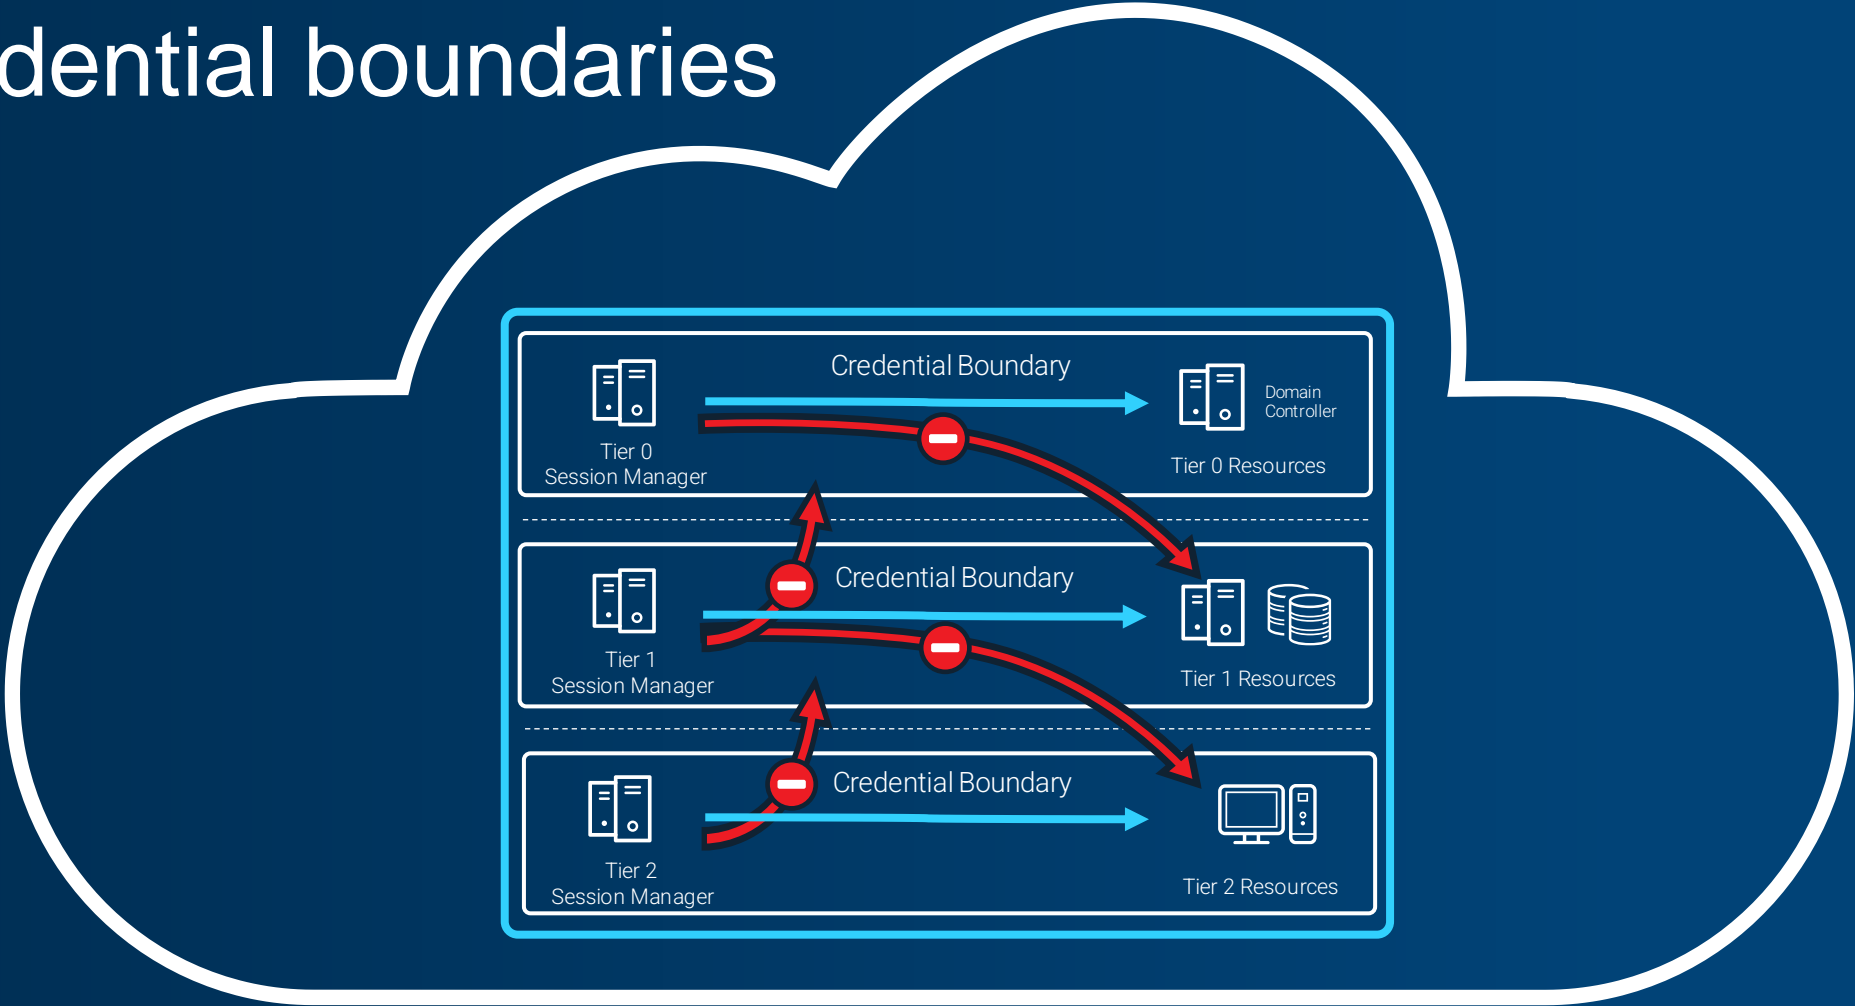 dential boundaries
Credential Boundary
Domain
Controller
Tier 0
Session Manager
Tier 0 Resources
Credential Boundary
Tier 1
Session Manager
Tier 1 Resources
Credential Boundary
Tier 2
Session Manager
Tier 2 Resources